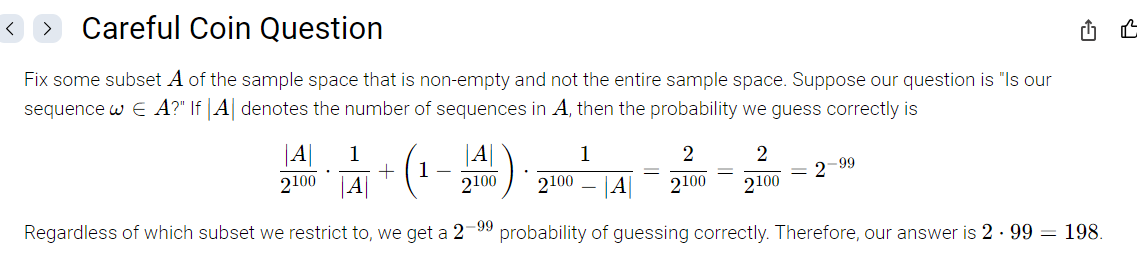 Careful Coin Question
Fix some subset A of the sample space that is non-empty and not the entire sample space. Suppose our question is "Is our
sequence ω ∈ A?" If |A| denotes the number of sequences in A, then the probability we guess correctly is
|A|/2^100 · 1/|A| + (1 − |A|/2^100) · 1/(2^100 − |A|) = 2/2^100 = 2/2^100 = 2^−99
Regardless of which subset we restrict to, we get a 2^−99 probability of guessing correctly. Therefore, our answer is 2 · 99 = 198.